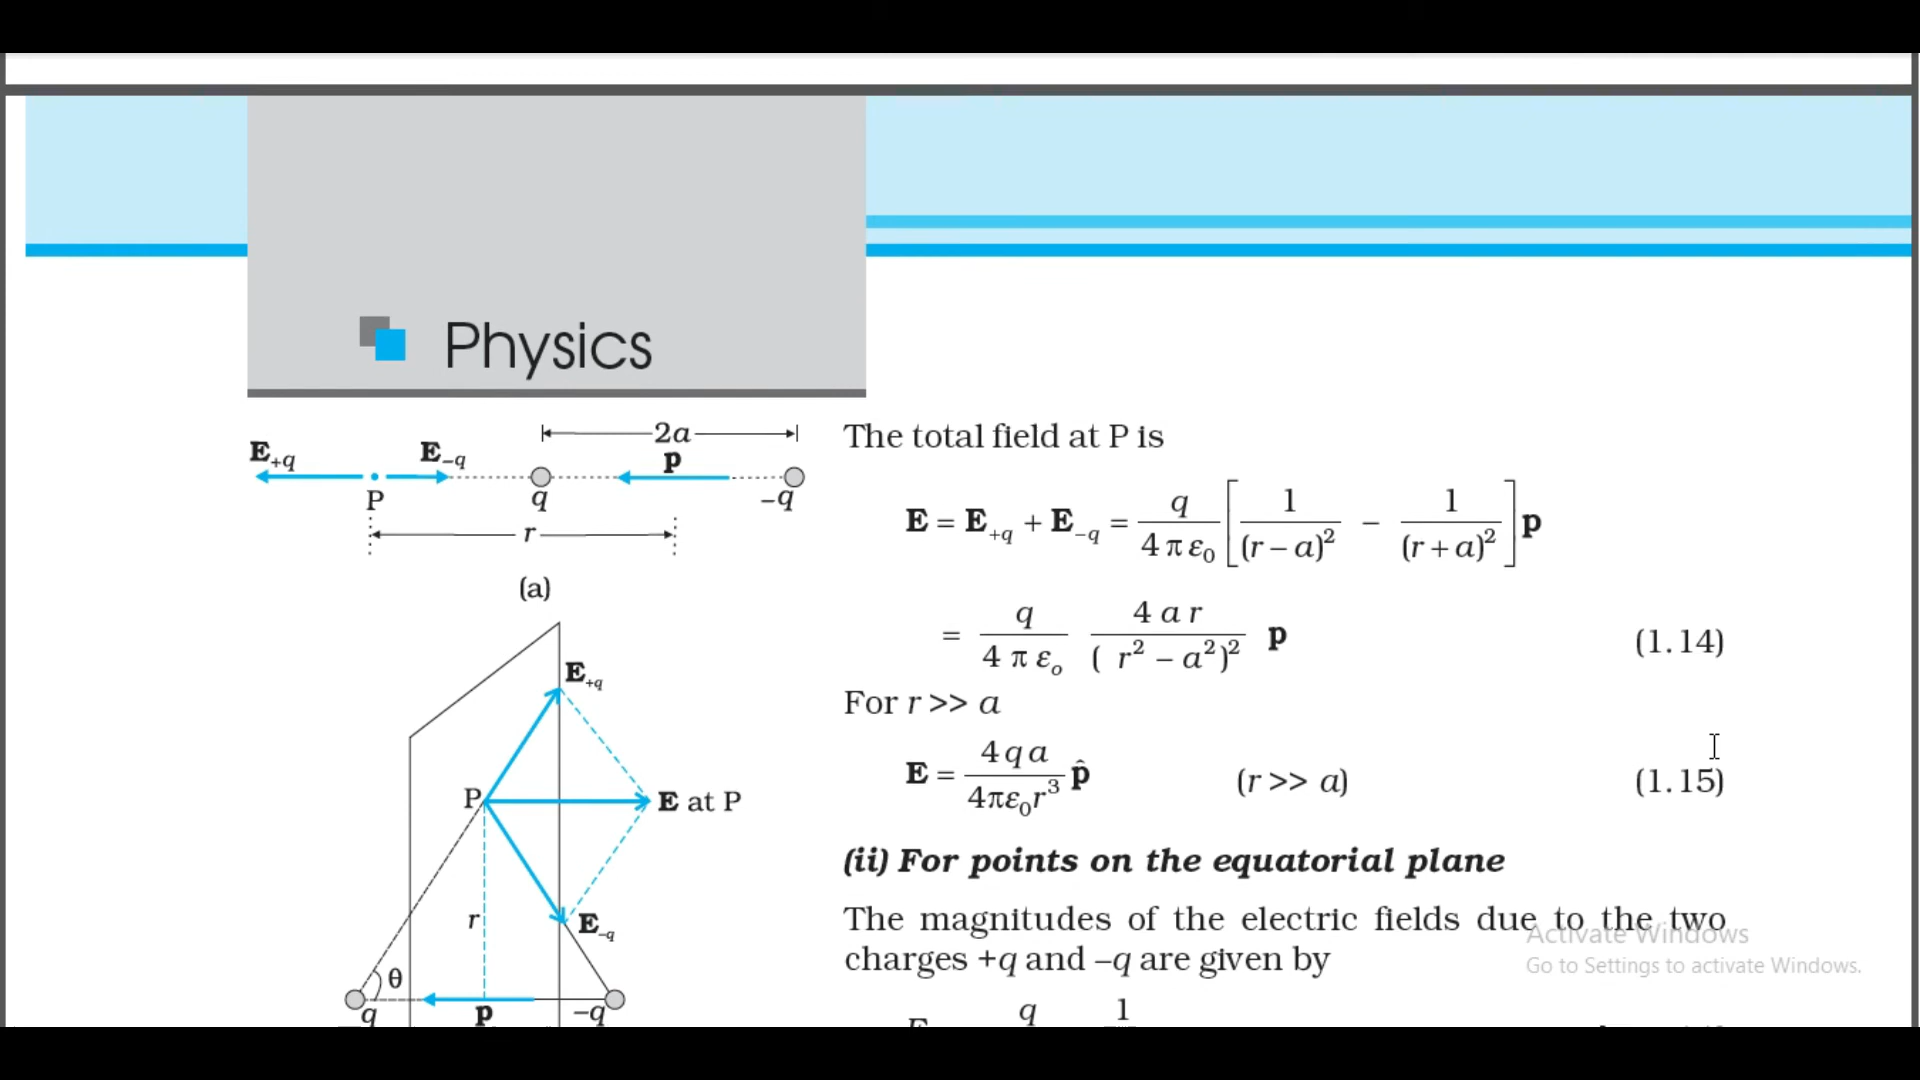 Physics
2a
E+q E–q p
P q –q
r
(a)
E+q
P E at P
r E–q
θ
q p –q
The total field at P is
E = E+q + E–q = q/4πε0 [1/(r – a)² – 1/(r + a)²] p
= q/4πεo 4ar/(r² – a²)² p (1.14)
For r >> a
E = 4qa/4πε0r³ p̂ (r >> a) (1.15)
(ii) For points on the equatorial plane
The magnitudes of the electric fields due to the two
charges +q and –q are given by
q 1
Activate Windows
Go to Settings to activate Windows.